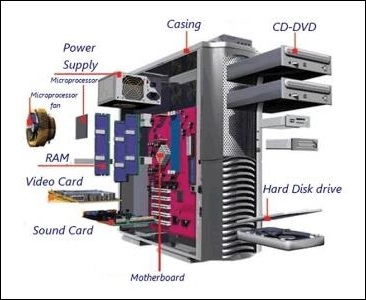 Casing
CD-DVD
Power
Supply
Microprocessor
Microprocessor
fan
RAM
Video Card
Hard Disk drive
Sound Card
Motherboard